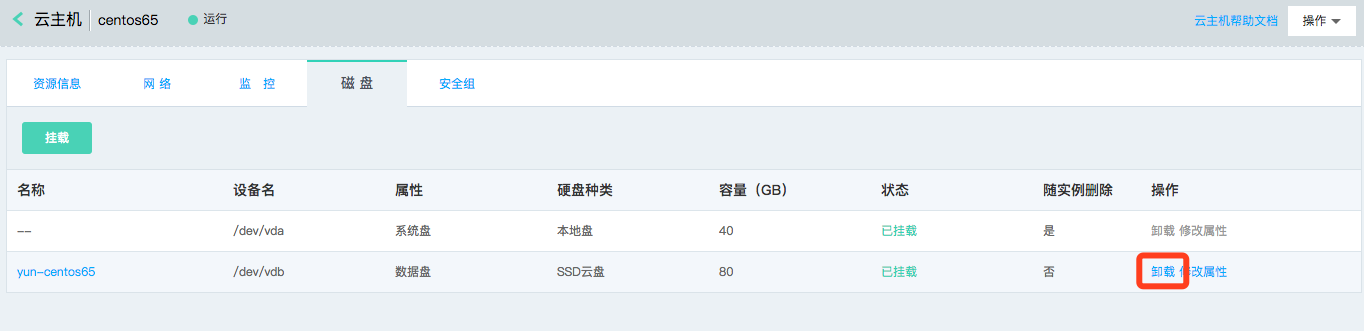 云主机 centos65 运行 云主机帮助文档 操作
资源信息 网 络 监 控 磁 盘 安全组
挂载
名称 设备名 属性 硬盘种类 容量（GB） 状态 随实例删除 操作
-- /dev/vda 系统盘 本地盘 40 已挂载 是 卸载 修改属性
yun-centos65 /dev/vdb 数据盘 SSD云盘 80 已挂载 否 卸载 修改属性